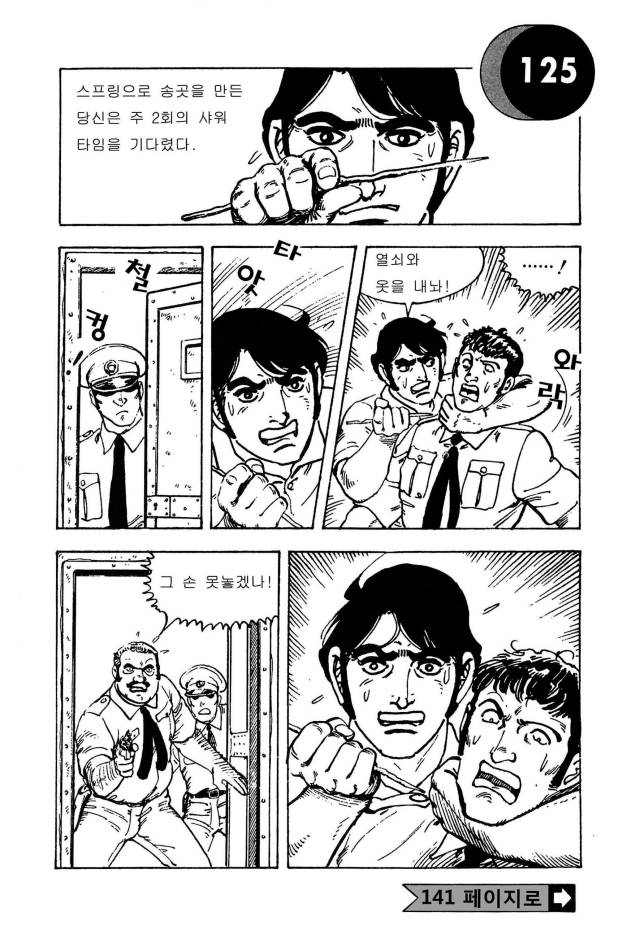 125
스프링으로 송곳을 만든
당신은 주 2회의 샤워
타임을 기다렸다.
철
컹
타
앗
열쇠와
옷을 내놔!
......!
와
락
그 손 못놓겠나!
141 페이지로